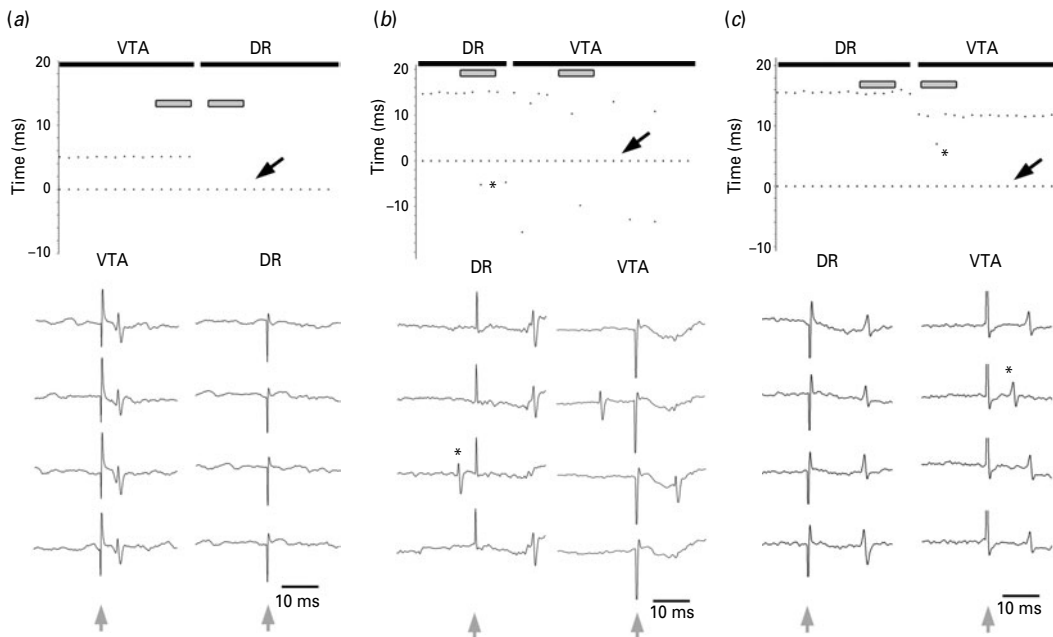 (a) (b) (c)
VTA DR DR VTA DR VTA
20 20 20
10 10 10
0 0 0
−10 −10 −10
Time (ms) Time (ms) Time (ms)
* *
VTA DR DR VTA DR VTA
* *
10 ms 10 ms 10 ms